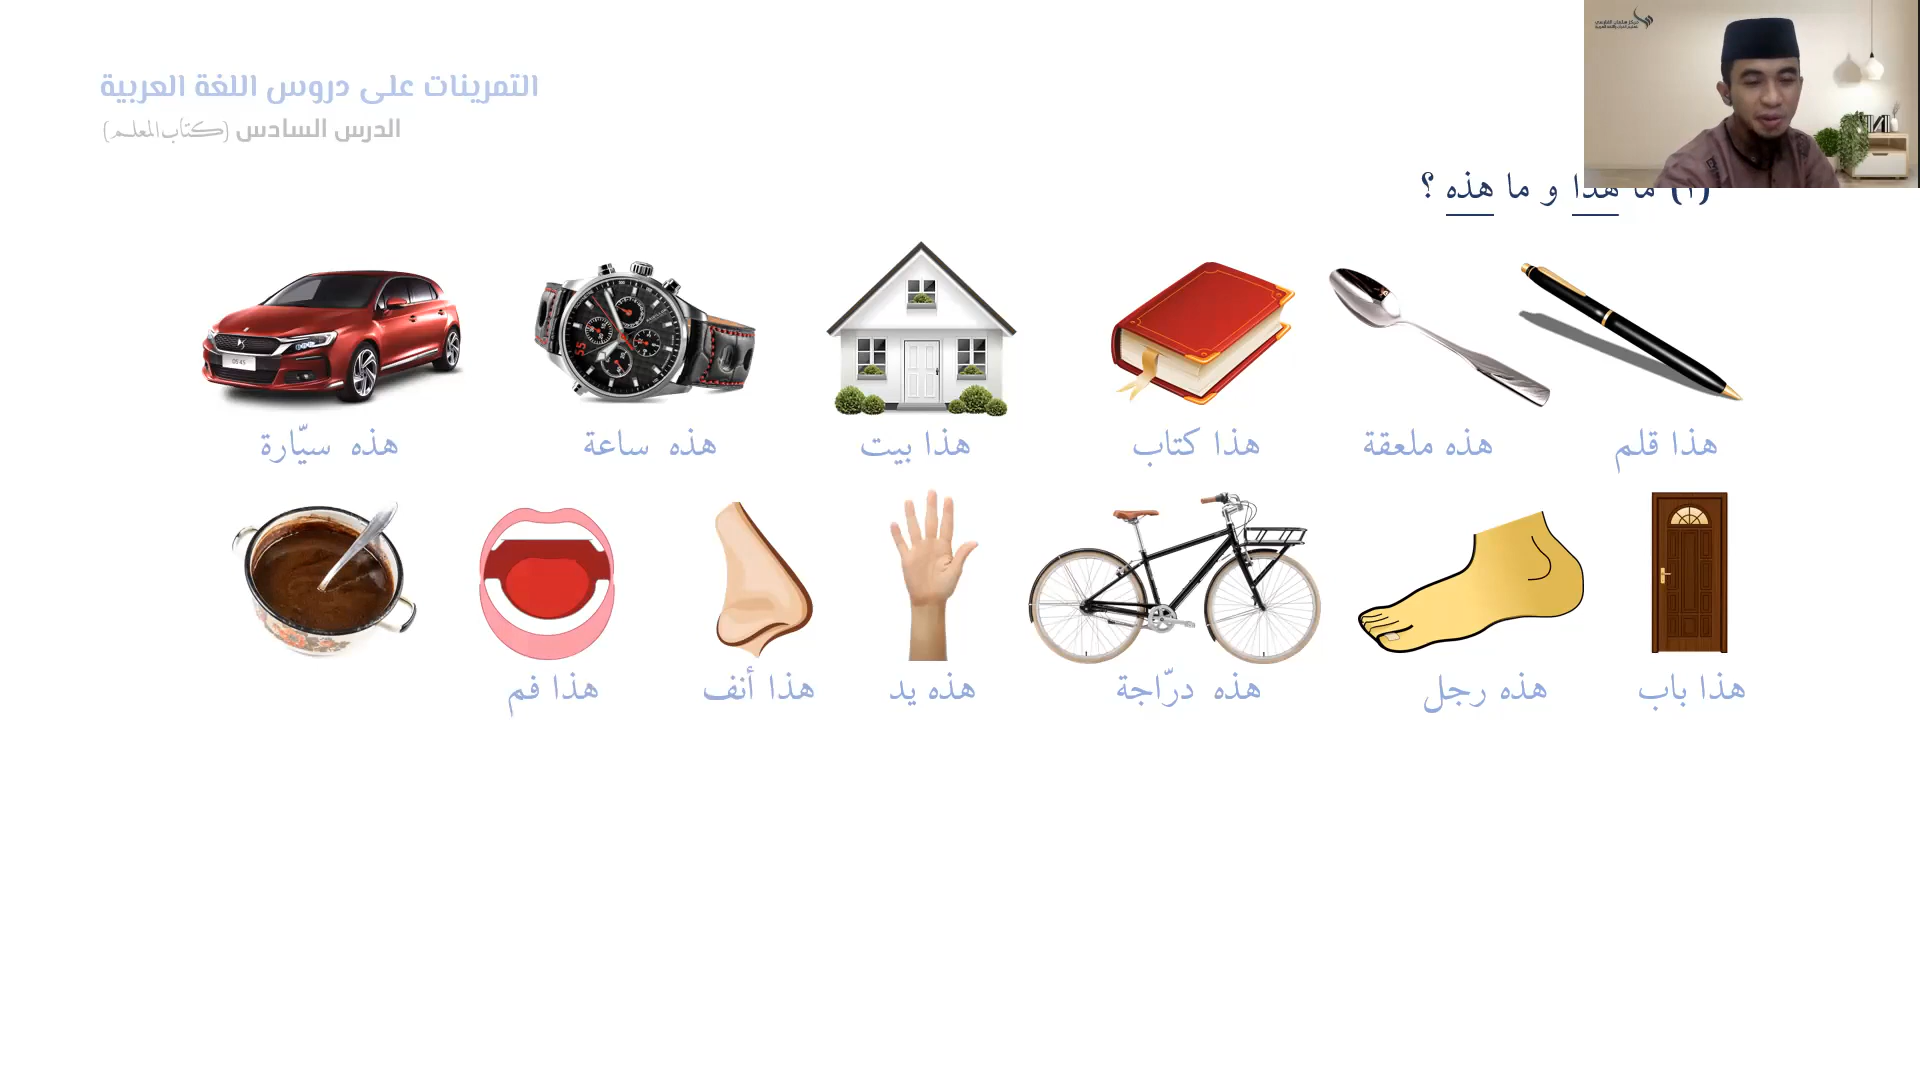 التمرينات على دروس اللغة العربية
الدرس السادس (كتاب المعلم)
(١) ما هذا و ما هذه ؟
هذا قلم
هذه ملعقة
هذا كتاب
هذا بيت
هذه ساعة
هذه سيّارة
هذا باب
هذه رجل
هذه درّاجة
هذه يد
هذا أنف
هذا فم